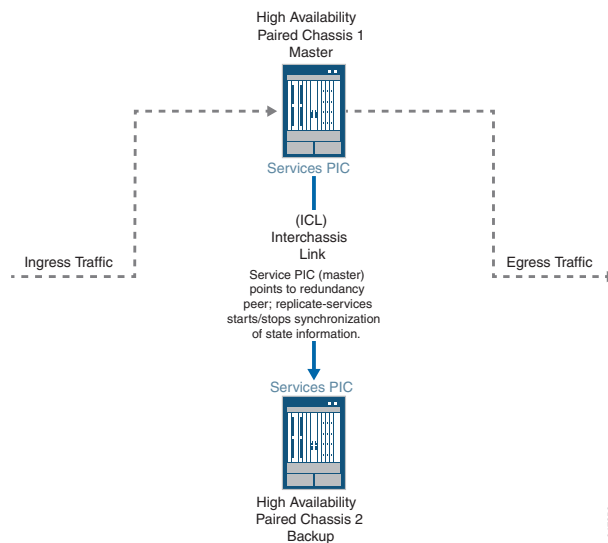 High Availability
Paired Chassis 1
Master
Services PIC
(ICL)
Interchassis
Link
Ingress Traffic
Egress Traffic
Service PIC (master)
points to redundancy
peer; replicate-services
starts/stops synchronization
of state information.
Services PIC
High Availability
Paired Chassis 2
Backup